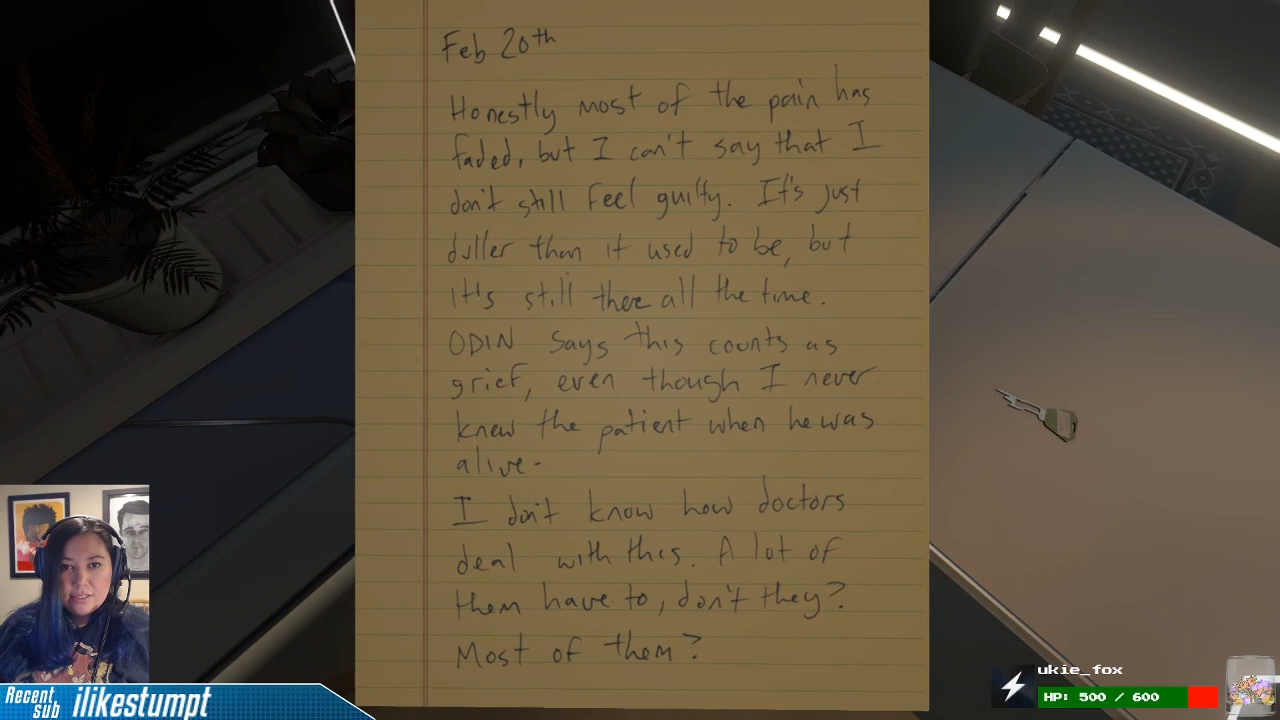 Feb 20th
Honestly most of the pain has
faded, but I can't say that I
don't still feel guilty. It's just
duller than it used to be, but
it's still there all the time.
ODIN says this counts as
grief, even though I never
knew the patient when he was
alive.
I don't know how doctors
deal with this. A lot of
them have to, don't they?
Most of them?
ukie_fox
HP: 500 / 600
Recent
sub
ilikestumpt